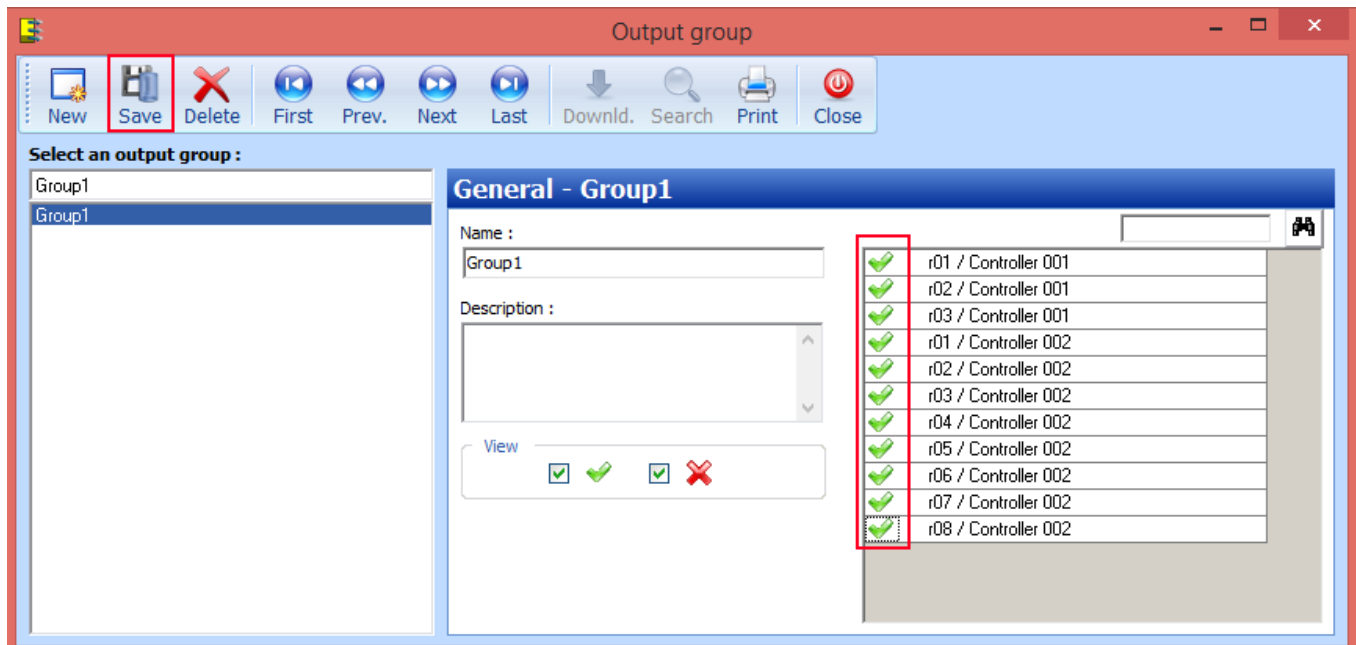 Output group
New Save Delete First Prev. Next Last Downld. Search Print Close
Select an output group :
Group1
Group1
General - Group1
Name :
Group1
Description :
View
r01 / Controller 001
r02 / Controller 001
r03 / Controller 001
r01 / Controller 002
r02 / Controller 002
r03 / Controller 002
r04 / Controller 002
r05 / Controller 002
r06 / Controller 002
r07 / Controller 002
r08 / Controller 002